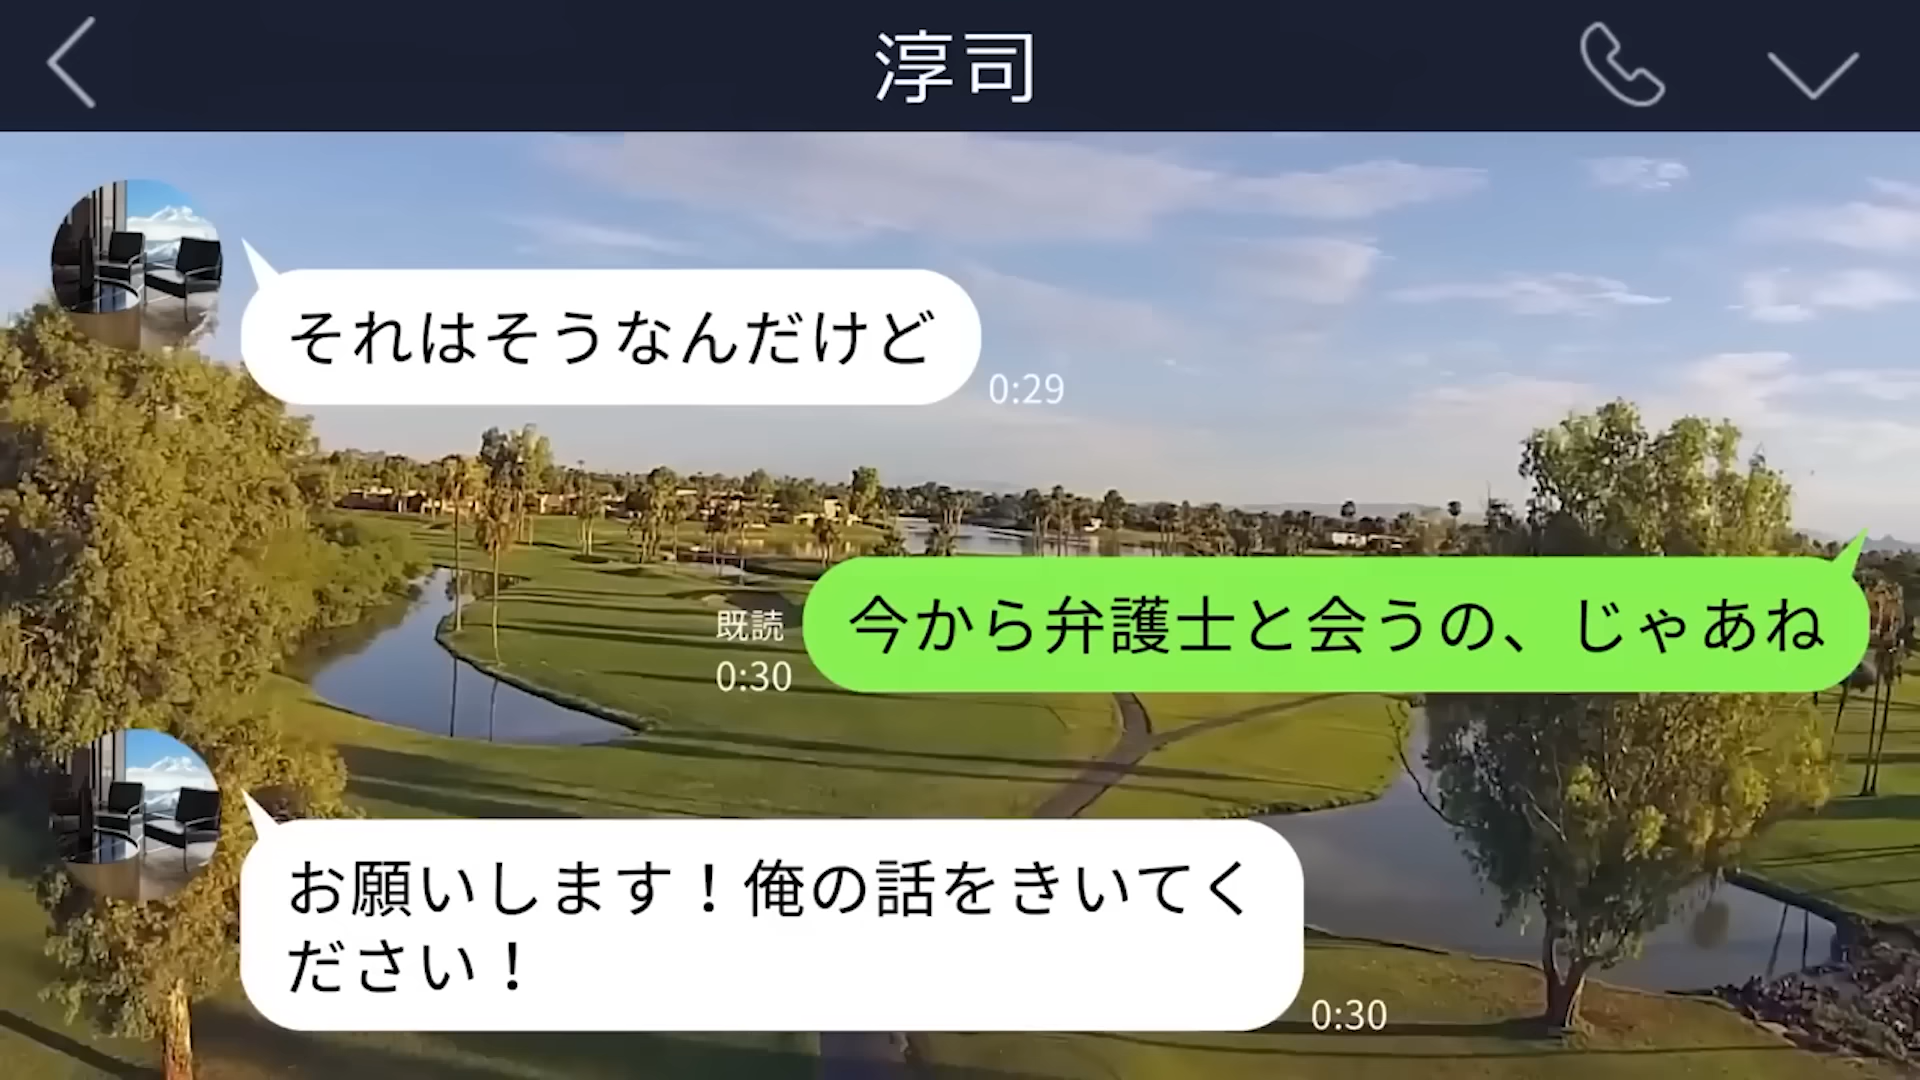 淳司
それはそうなんだけど
0:29
今から弁護士と会うの、じゃあね
既読
0:30
お願いします！俺の話をきいてく
ださい！
0:30